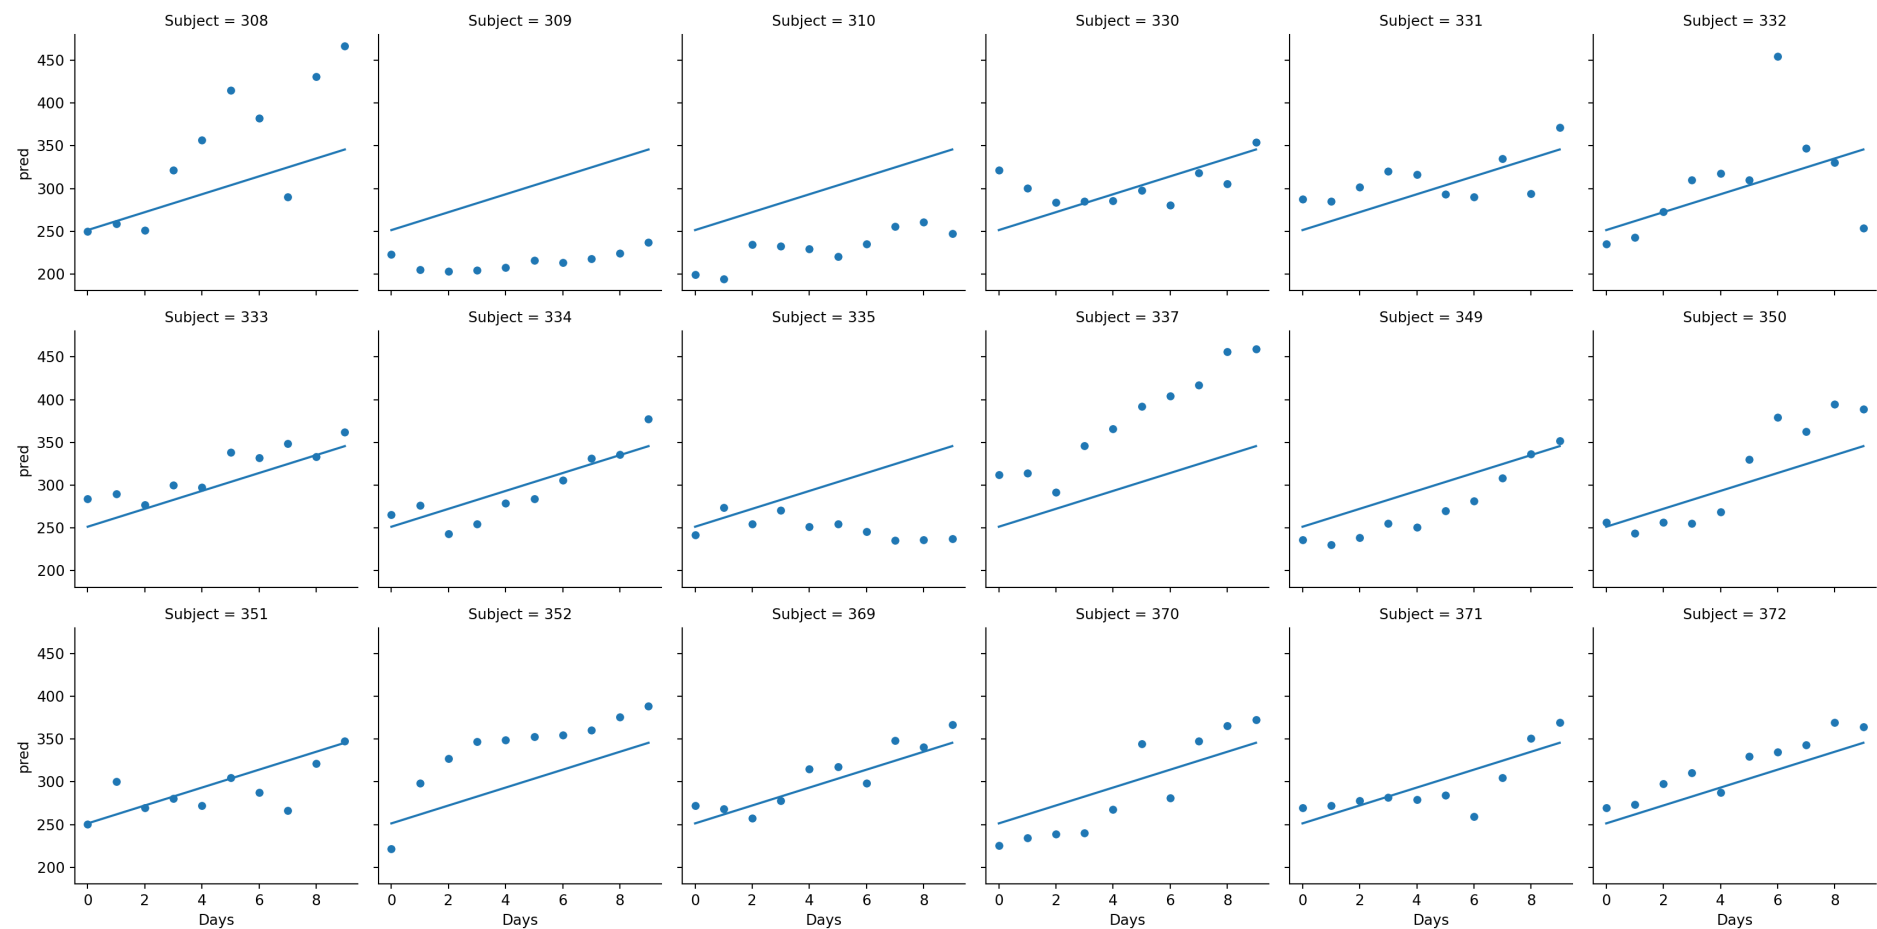 Subject = 308 Subject = 309 Subject = 310 Subject = 330 Subject = 331 Subject = 332
450
400
350
300
250
200
pred
Subject = 333 Subject = 334 Subject = 335 Subject = 337 Subject = 349 Subject = 350
450
400
350
300
250
200
pred
Subject = 351 Subject = 352 Subject = 369 Subject = 370 Subject = 371 Subject = 372
450
400
350
300
250
200
pred
0 2 4 6 8 0 2 4 6 8 0 2 4 6 8 0 2 4 6 8 0 2 4 6 8 0 2 4 6 8
Days Days Days Days Days Days